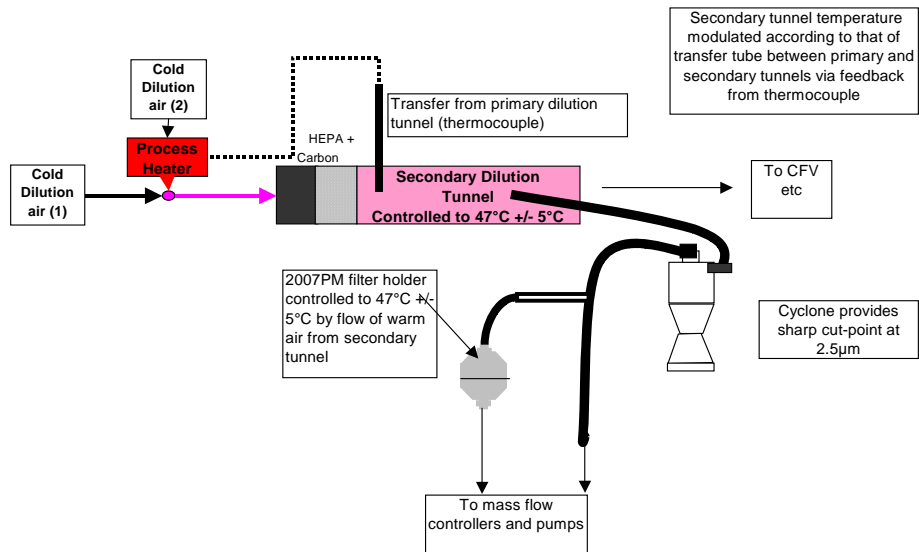 Secondary tunnel temperature
modulated according to that of
transfer tube between primary and
secondary tunnels via feedback
from thermocouple
Cold
Dilution
air (2)
Transfer from primary dilution
tunnel (thermocouple)
HEPA +
Carbon
Process
Heater
Cold
Dilution
air (1)
Secondary Dilution
Tunnel
Controlled to 47°C +/- 5°C
To CFV
etc
2007PM filter holder
controlled to 47°C +/-
5°C by flow of warm
air from secondary
tunnel
Cyclone provides
sharp cut-point at
2.5µm
To mass flow
controllers and pumps